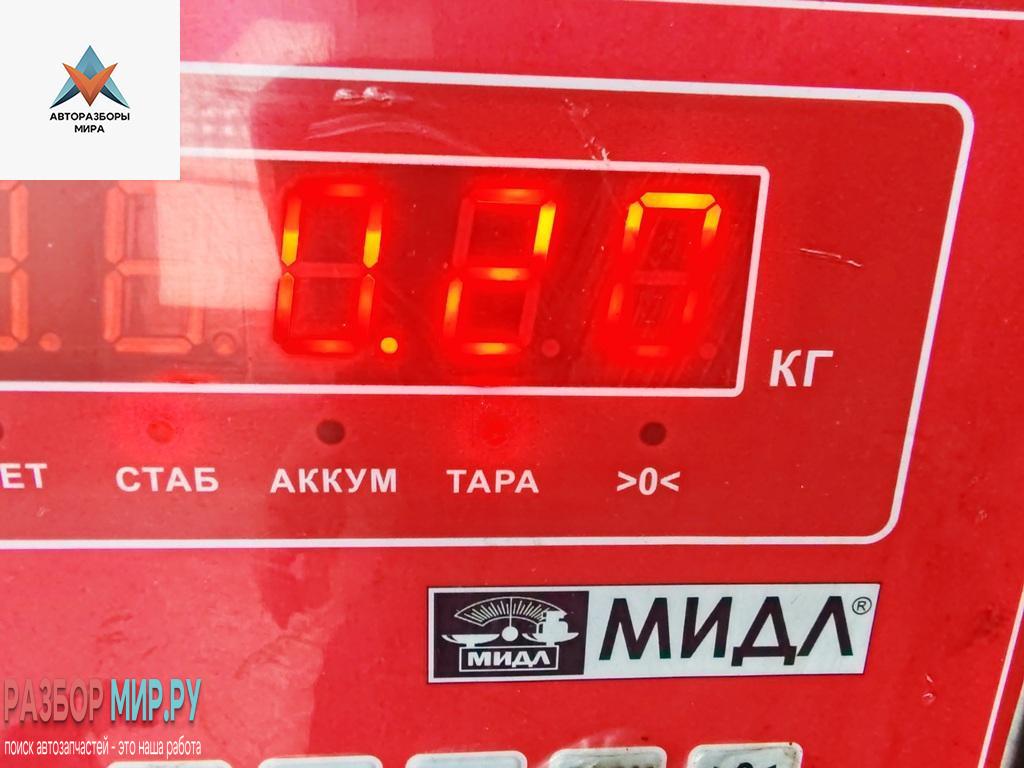 АВТОРАЗБОРЫ
МИРА
0.20
КГ
ЕТ СТАБ АККУМ ТАРА >0<
МИДЛ МИДЛ®
РАЗБОР МИР.РУ
поиск автозапчастей - это наша работа